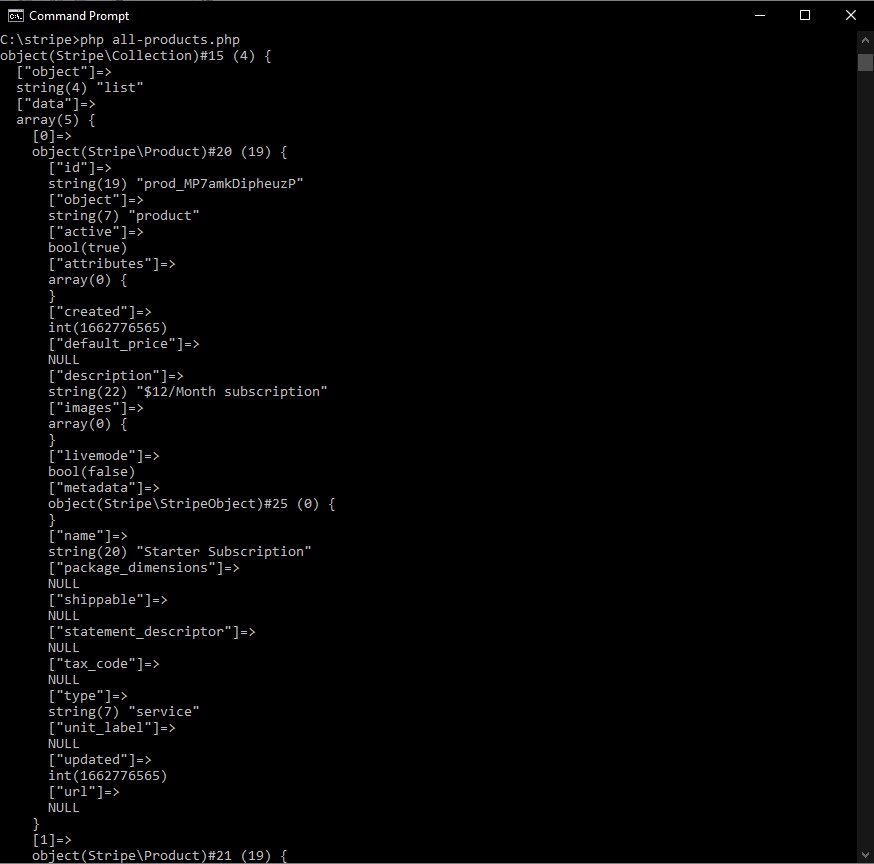 Command Prompt
C:\stripe>php all-products.php
object(Stripe\Collection)#15 (4) {
  ["object"]=>
  string(4) "list"
  ["data"]=>
  array(5) {
    [0]=>
    object(Stripe\Product)#20 (19) {
      ["id"]=>
      string(19) "prod_MP7amkDipheuzP"
      ["object"]=>
      string(7) "product"
      ["active"]=>
      bool(true)
      ["attributes"]=>
      array(0) {
      }
      ["created"]=>
      int(1662776565)
      ["default_price"]=>
      NULL
      ["description"]=>
      string(22) "$12/Month subscription"
      ["images"]=>
      array(0) {
      }
      ["livemode"]=>
      bool(false)
      ["metadata"]=>
      object(Stripe\StripeObject)#25 (0) {
      }
      ["name"]=>
      string(20) "Starter Subscription"
      ["package_dimensions"]=>
      NULL
      ["shippable"]=>
      NULL
      ["statement_descriptor"]=>
      NULL
      ["tax_code"]=>
      NULL
      ["type"]=>
      string(7) "service"
      ["unit_label"]=>
      NULL
      ["updated"]=>
      int(1662776565)
      ["url"]=>
      NULL
    }
    [1]=>
    object(Stripe\Product)#21 (19) {